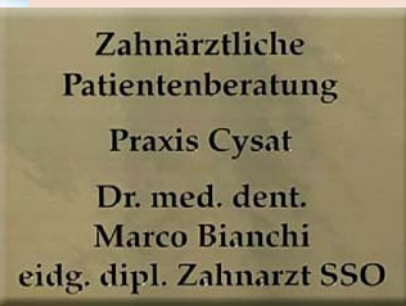 Zahnärztliche
Patientenberatung
Praxis Cysat
Dr. med. dent.
Marco Bianchi
eidg. dipl. Zahnarzt SSO